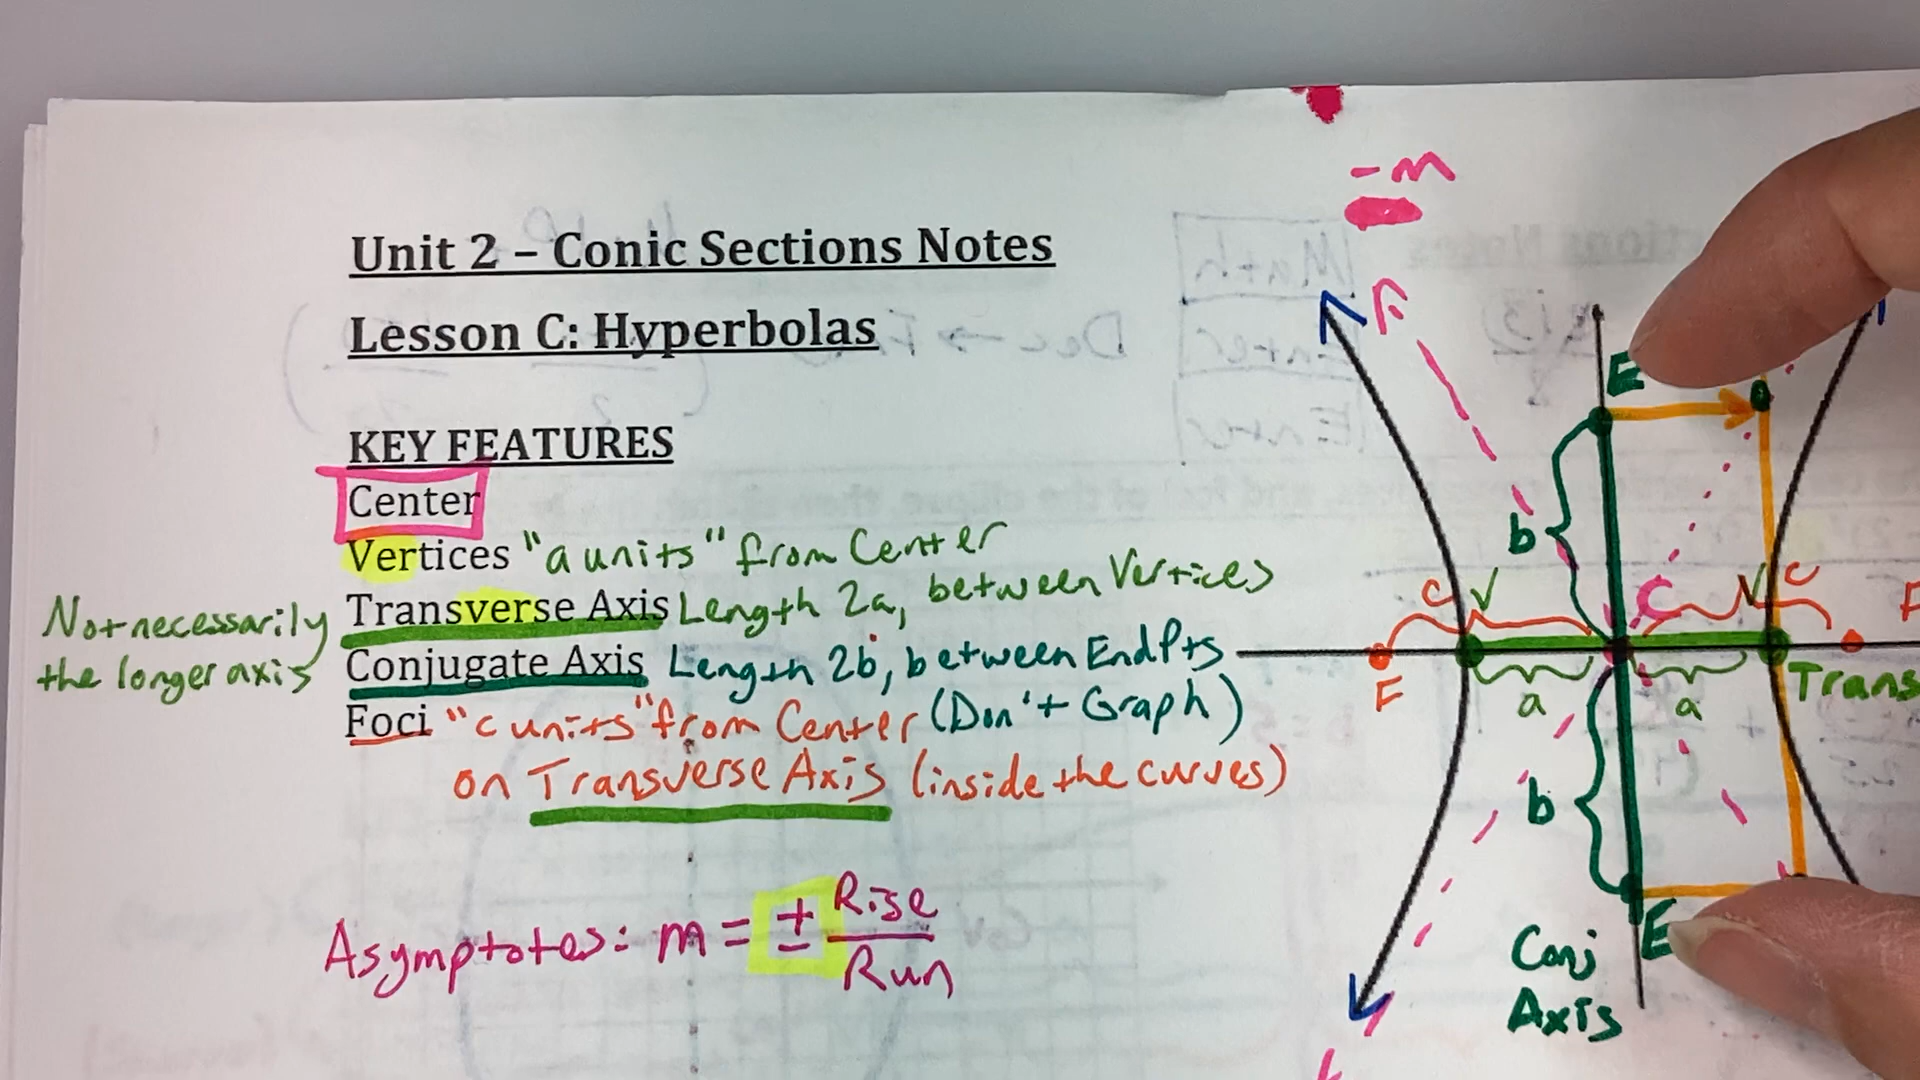 Unit 2 – Conic Sections Notes
Lesson C: Hyperbolas
KEY FEATURES
Center
Vertices "a units" from Center
Transverse Axis Length 2a, between Vertices
Not necessarily
the longer axis
Conjugate Axis Length 2b, between EndPts
(Don't Graph)
Foci "c units" from Center
on Transverse Axis (inside the curves)
Asymptotes: m = ± Rise
Run
-m
E
b
c V C V c F
F a a Trans
b
E
Conj
Axis